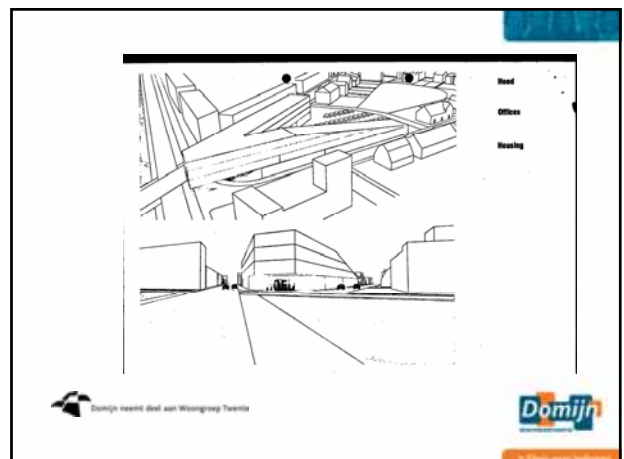 Hood
Offices
Housing
Domijn neemt deel aan Woongroep Twente
Domijn